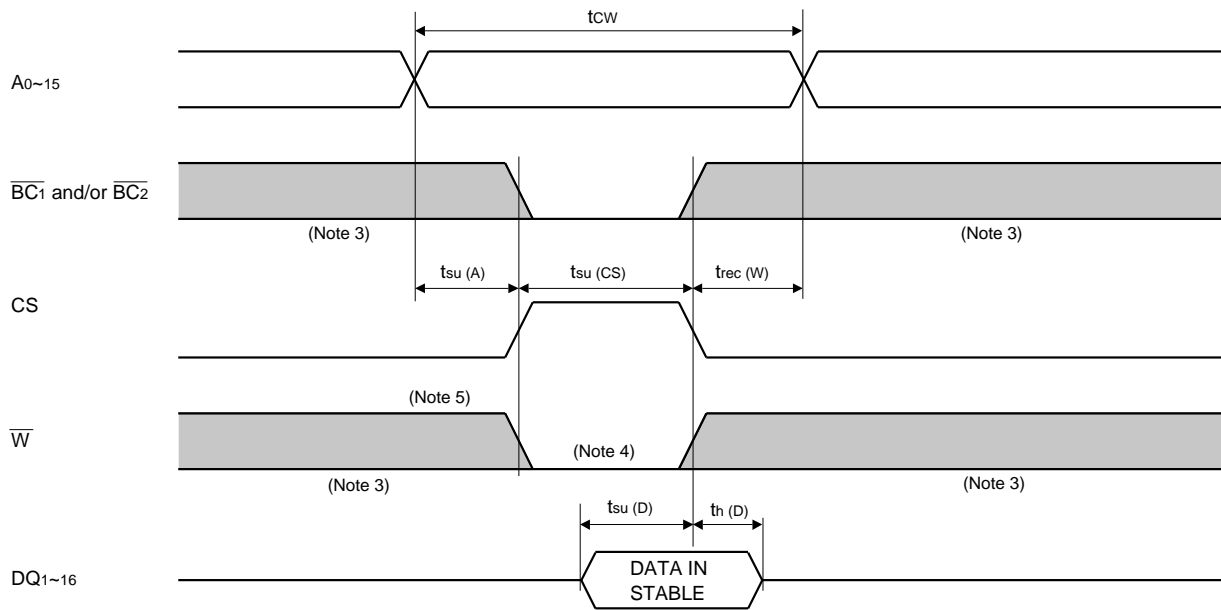 tCW
A0~15
BC1 and/or BC2
(Note 3) (Note 3)
tsu (A) tsu (CS) trec (W)
CS
(Note 5)
W
(Note 4)
(Note 3) (Note 3)
tsu (D) th (D)
DQ1~16
DATA IN
STABLE